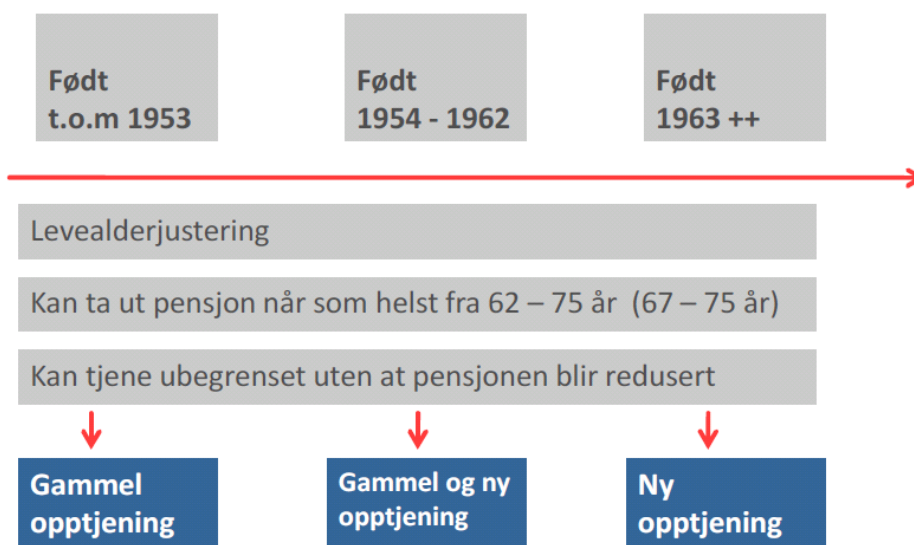 Født
t.o.m 1953
Født
1954 - 1962
Født
1963 ++
Levealderjustering
Kan ta ut pensjon når som helst fra 62 – 75 år  (67 – 75 år)
Kan tjene ubegrenset uten at pensjonen blir redusert
Gammel
opptjening
Gammel og ny
opptjening
Ny
opptjening